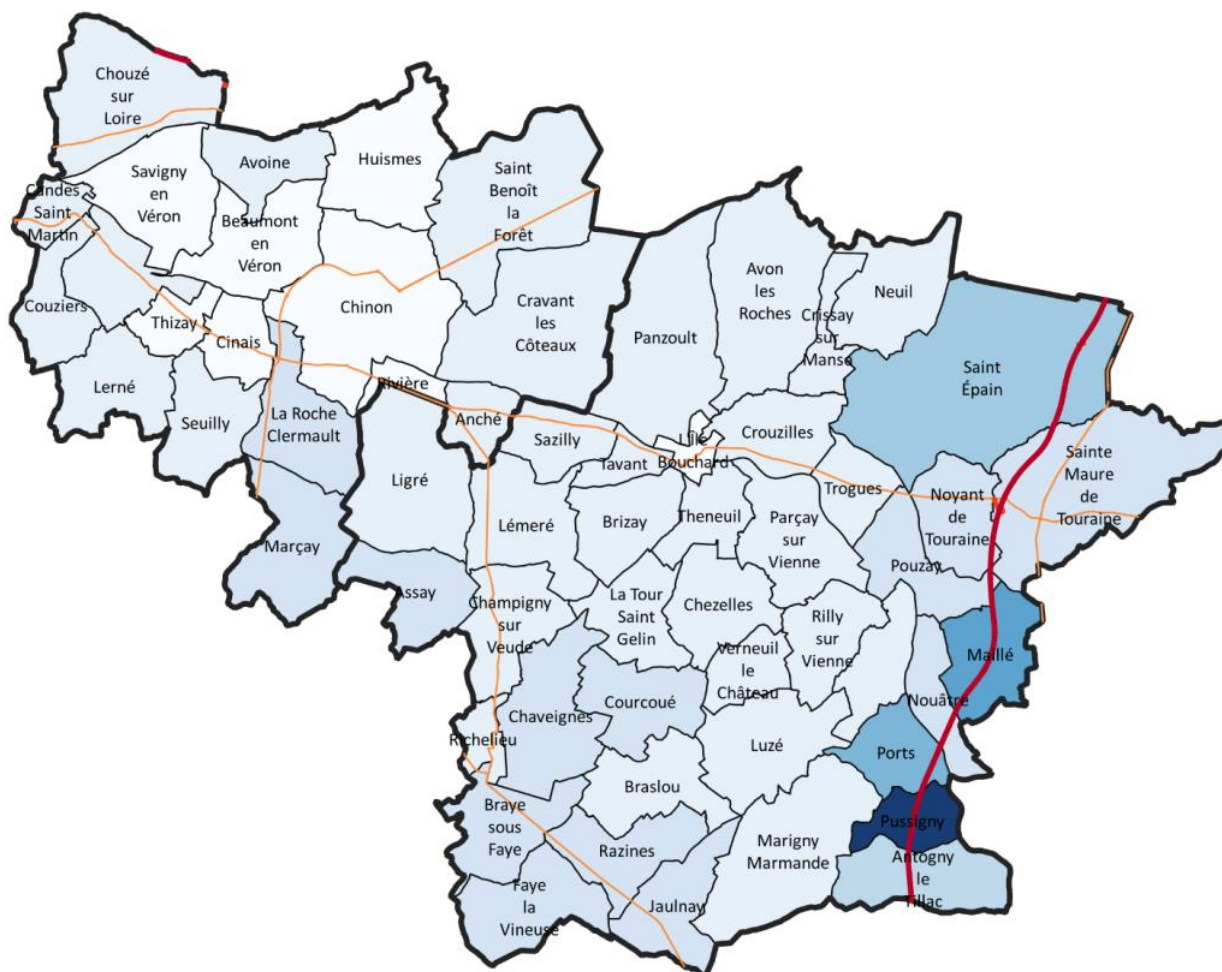 Chouzé
sur
Loire
Savigny
en
Véron
Avoine
Huismes
Saint
Benoît
la
Forêt
Candes
Saint
Martin
Beaumont
en
Véron
Couziers
Thizay
Cinais
Chinon
Cravant
les
Côteaux
Panzoult
Avon
les
Roches
Crissay
sur
Manse
Neuil
Saint
Épain
Lerné
Seuilly
La Roche
Clermault
Rivière
Anché
Ligré
Sazilly
Tavant
L'Ile
Bouchard
Crouzilles
Trogues
Noyant
de
Touraine
Sainte
Maure
de
Touraine
Marçay
Assay
Lémeré
Brizay
Theneuil
Parçay
sur
Vienne
Pouzay
Champigny
sur
Veude
La Tour
Saint
Gelin
Chezelles
Rilly
sur
Vienne
Verneuil
le
Château
Maillé
Nouâtre
Chaveignes
Courcoué
Richelieu
Luzé
Ports
Braslou
Braye
sous
Faye
Razines
Marigny
Marmande
Pussigny
Antogny
le
Tillac
Faye
la
Vineuse
Jaulnay